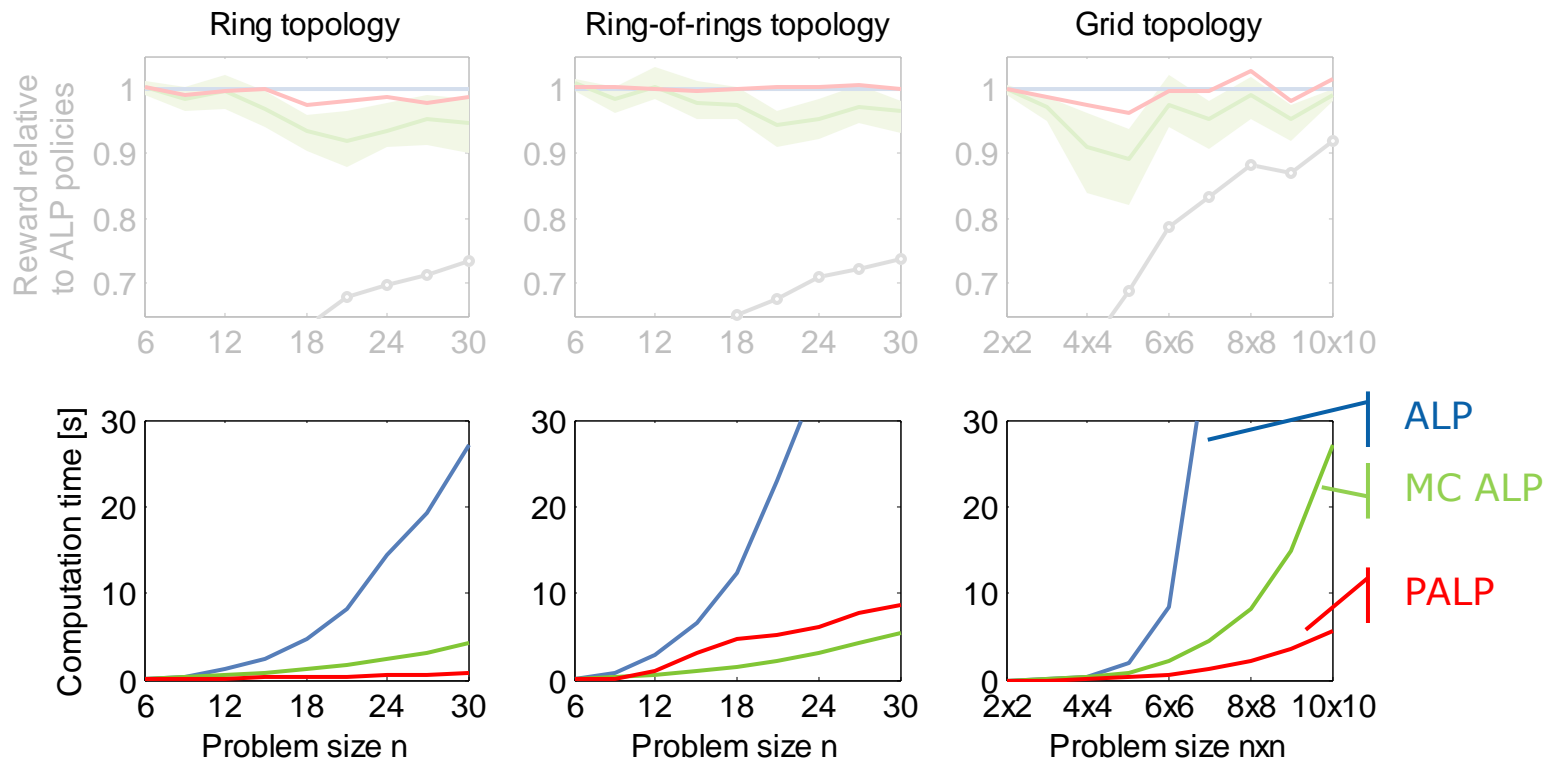 Ring topology
Ring-of-rings topology
Grid topology
Reward relative
to ALP policies
1
0.9
0.8
0.7
6 12 18 24 30
1
0.9
0.8
0.7
6 12 18 24 30
1
0.9
0.8
0.7
2x2 4x4 6x6 8x8 10x10
Computation time [s]
30
20
10
0
6 12 18 24 30
Problem size n
30
20
10
0
6 12 18 24 30
Problem size n
30
20
10
0
2x2 4x4 6x6 8x8 10x10
Problem size nxn
ALP
MC ALP
PALP